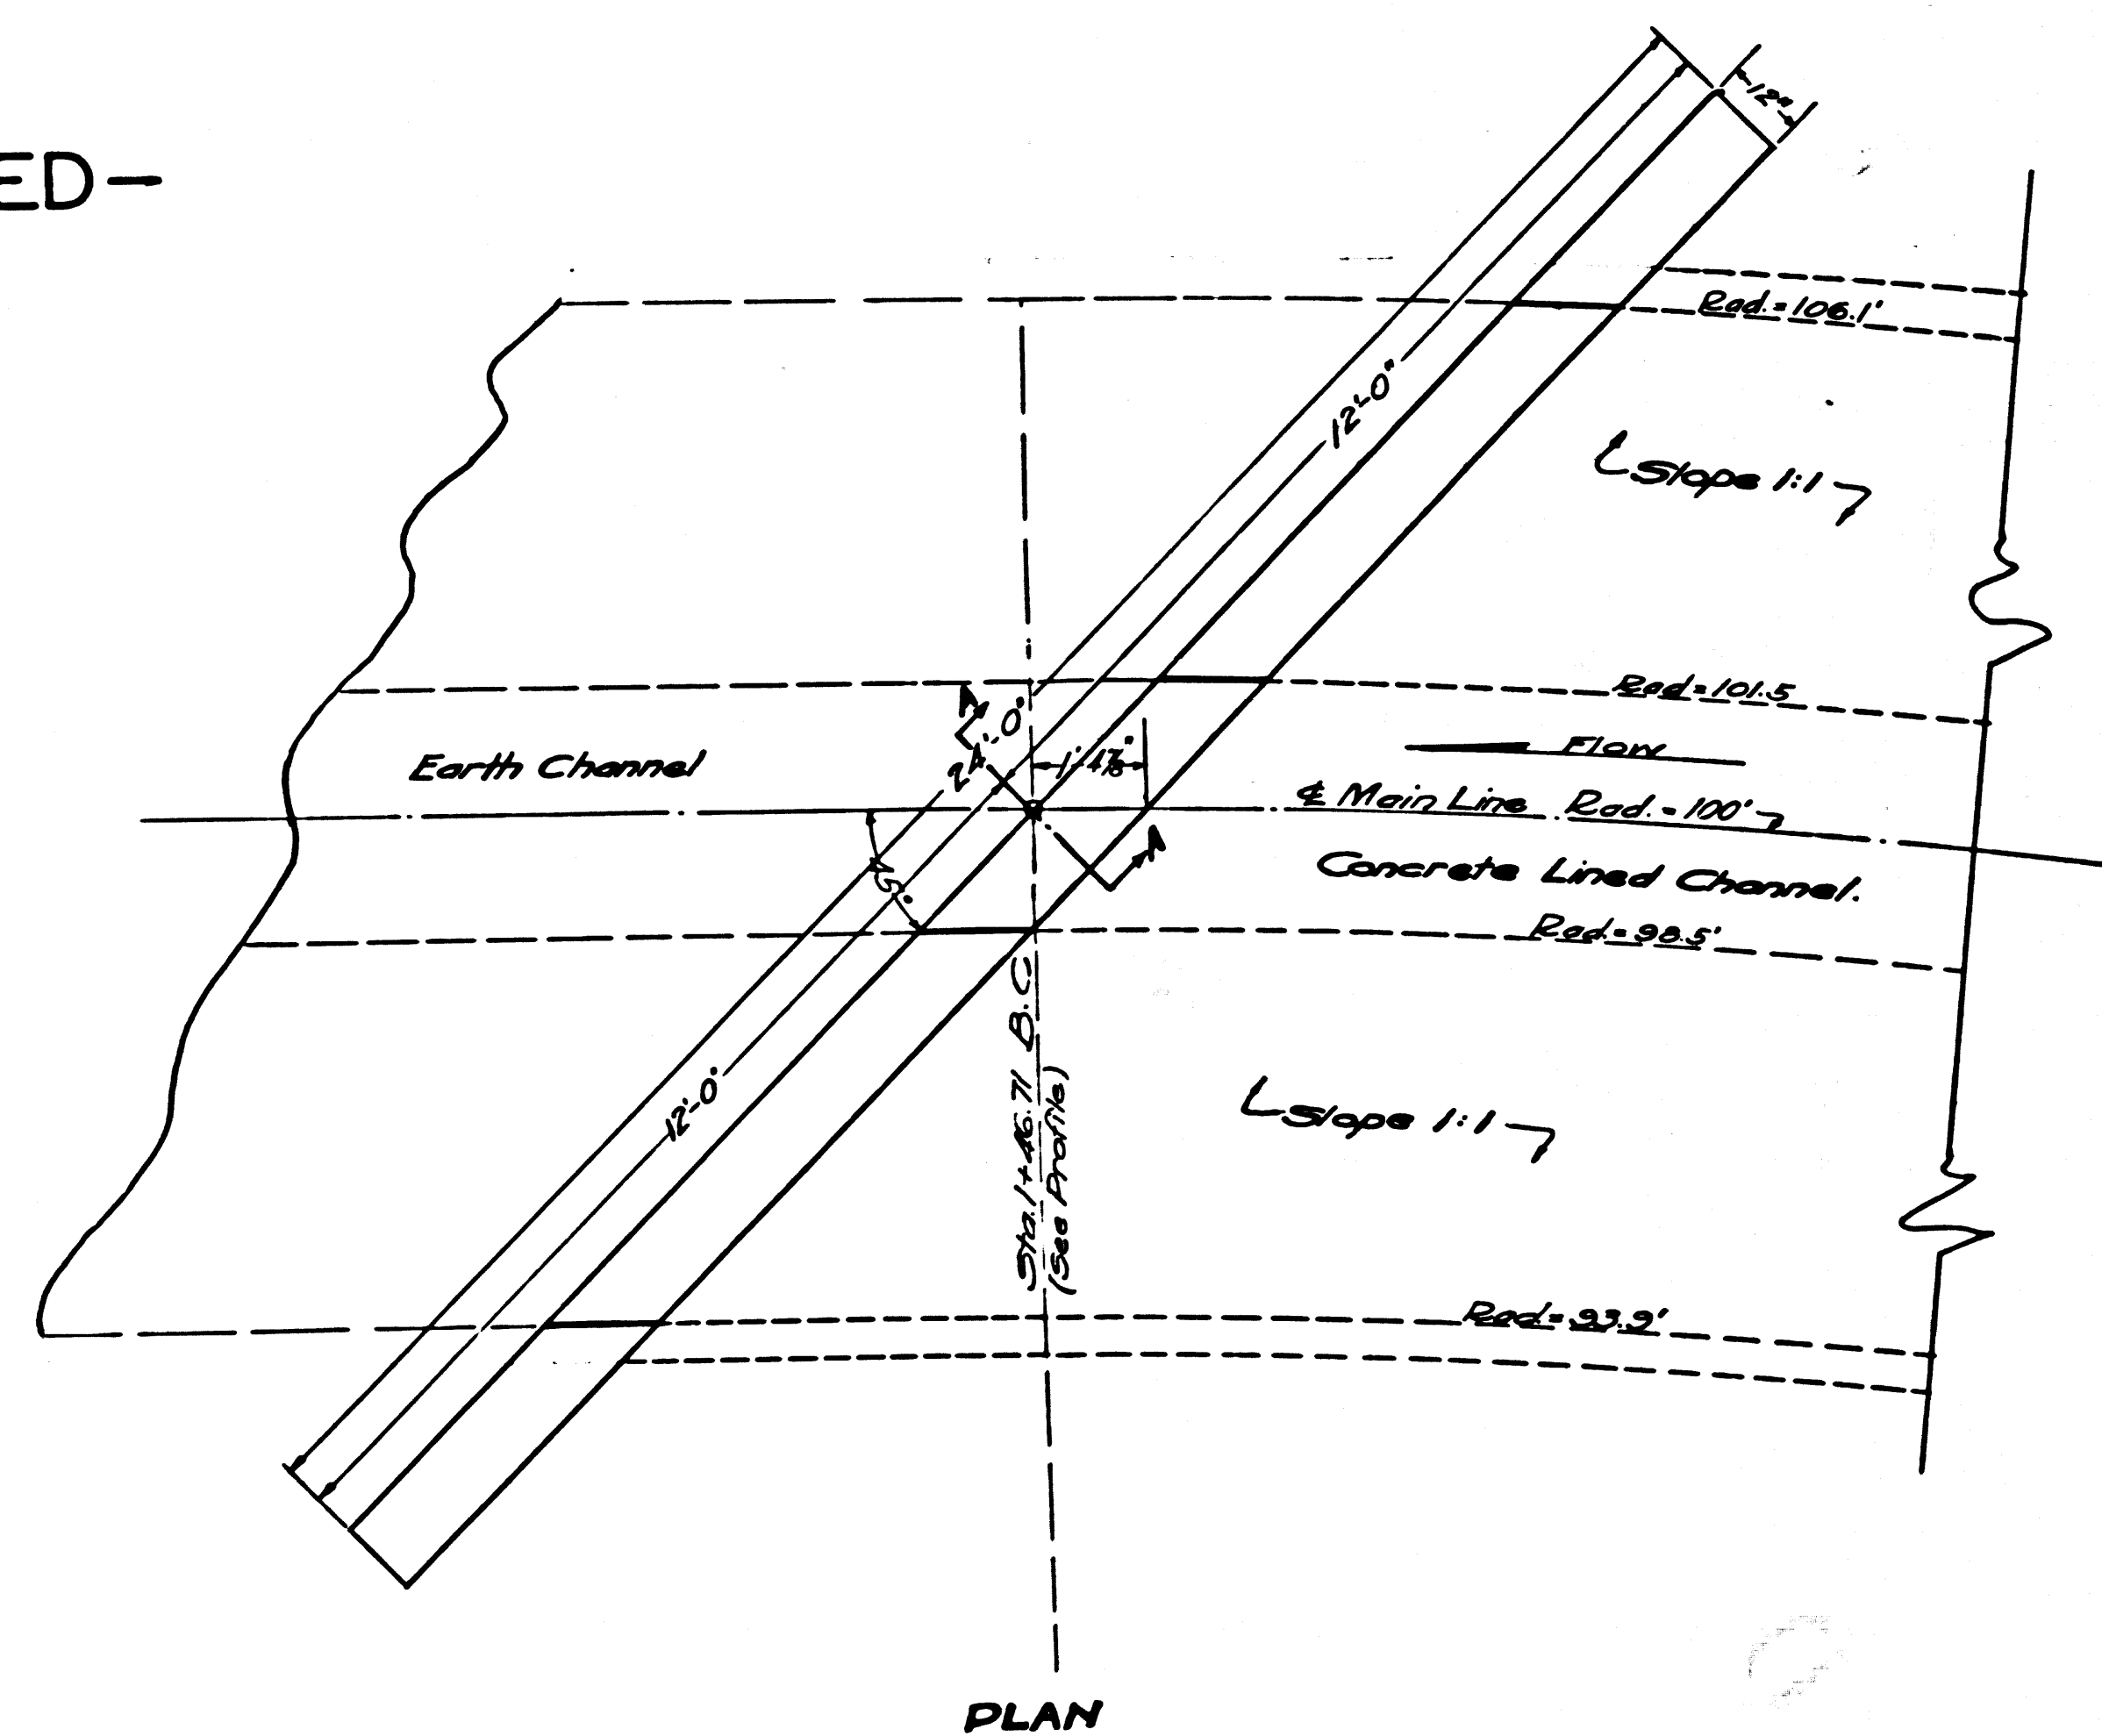 ED-
12"
Rad. = 106.1'
12'-0"
Slope 1:1
Rad = 101.5
24'-0"
1'-4⅞"
Flow
Earth Channel
℄ Main Line Rad. = 100'
A
A
45°
Concrete Lined Channel.
Rad = 98.5'
Sta. 1+46.71 B.C.
(See Profile)
12'-0"
Slope 1:1
Rad = 93.9'
PLAN